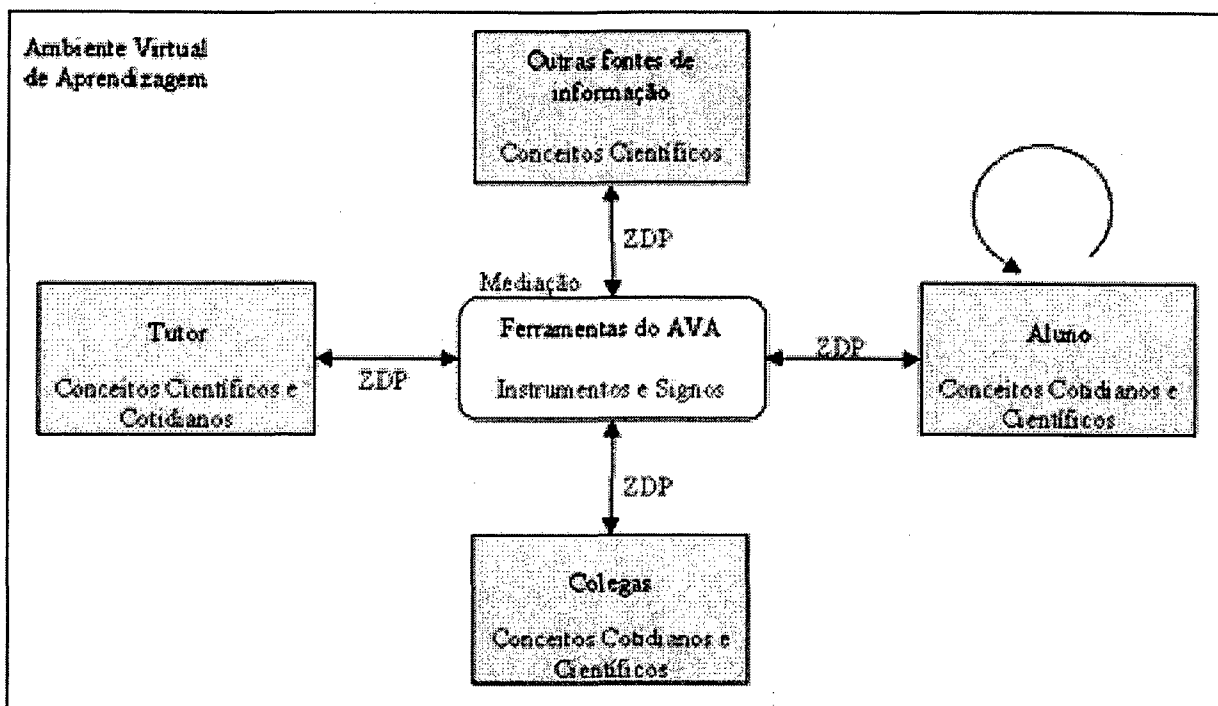 Ambiente Virtual
de Aprendizagem
Outras fontes de
informação
Conceitos Científicos
ZDP
Mediação
Tutor
Conceitos Científicos e
Cotidianos
ZDP
Ferramentas do AVA
Instrumentos e Signos
ZDP
Aluno
Conceitos Cotidianos e
Científicos
ZDP
Colegas
Conceitos Cotidianos e
Científicos